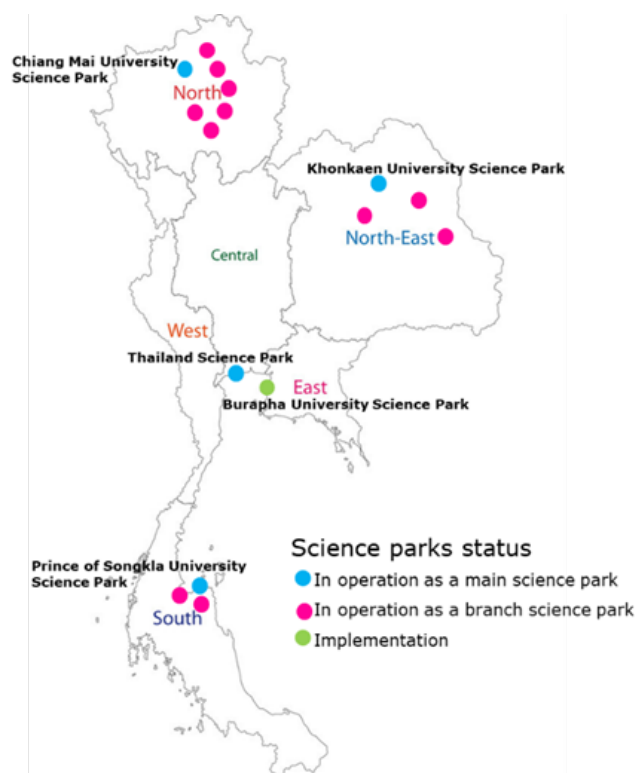 Chiang Mai University
Science Park
North
Khonkaen University Science Park
North-East
Central
West
Thailand Science Park
East
Burapha University Science Park
Prince of Songkla University
Science Park
South
Science parks status
In operation as a main science park
In operation as a branch science park
Implementation